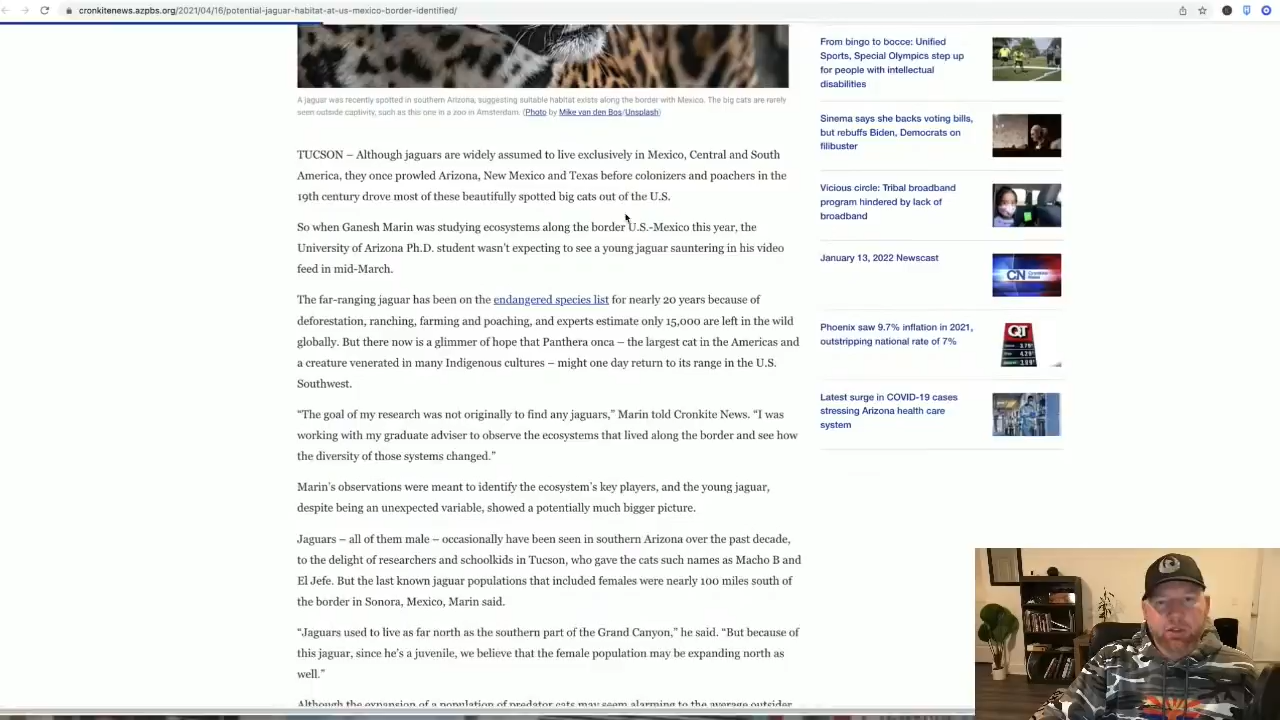 cronkitenews.azpbs.org/2021/04/16/potential-jaguar-habitat-at-us-mexico-border-identified/
A jaguar was recently spotted in southern Arizona, suggesting suitable habitat exists along the border with Mexico. The big cats are rarely
seen outside captivity, such as this one in a zoo in Amsterdam. (Photo by Mike van den Bos/Unsplash)
TUCSON – Although jaguars are widely assumed to live exclusively in Mexico, Central and South
America, they once prowled Arizona, New Mexico and Texas before colonizers and poachers in the
19th century drove most of these beautifully spotted big cats out of the U.S.
So when Ganesh Marin was studying ecosystems along the border U.S.-Mexico this year, the
University of Arizona Ph.D. student wasn’t expecting to see a young jaguar sauntering in his video
feed in mid-March.
The far-ranging jaguar has been on the endangered species list for nearly 20 years because of
deforestation, ranching, farming and poaching, and experts estimate only 15,000 are left in the wild
globally. But there now is a glimmer of hope that Panthera onca – the largest cat in the Americas and
a creature venerated in many Indigenous cultures – might one day return to its range in the U.S.
Southwest.
“The goal of my research was not originally to find any jaguars,” Marin told Cronkite News. “I was
working with my graduate adviser to observe the ecosystems that lived along the border and see how
the diversity of those systems changed.”
Marin’s observations were meant to identify the ecosystem’s key players, and the young jaguar,
despite being an unexpected variable, showed a potentially much bigger picture.
Jaguars – all of them male – occasionally have been seen in southern Arizona over the past decade,
to the delight of researchers and schoolkids in Tucson, who gave the cats such names as Macho B and
El Jefe. But the last known jaguar populations that included females were nearly 100 miles south of
the border in Sonora, Mexico, Marin said.
“Jaguars used to live as far north as the southern part of the Grand Canyon,” he said. “But because of
this jaguar, since he’s a juvenile, we believe that the female population may be expanding north as
well.”
Although the expansion of a population of predator cats may seem alarming to the average outsider,
From bingo to bocce: Unified
Sports, Special Olympics step up
for people with intellectual
disabilities
Sinema says she backs voting bills,
but rebuffs Biden, Democrats on
filibuster
Vicious circle: Tribal broadband
program hindered by lack of
broadband
January 13, 2022 Newscast
CN Cronkite
News
Phoenix saw 9.7% inflation in 2021,
outstripping national rate of 7%
QT
Latest surge in COVID-19 cases
stressing Arizona health care
system